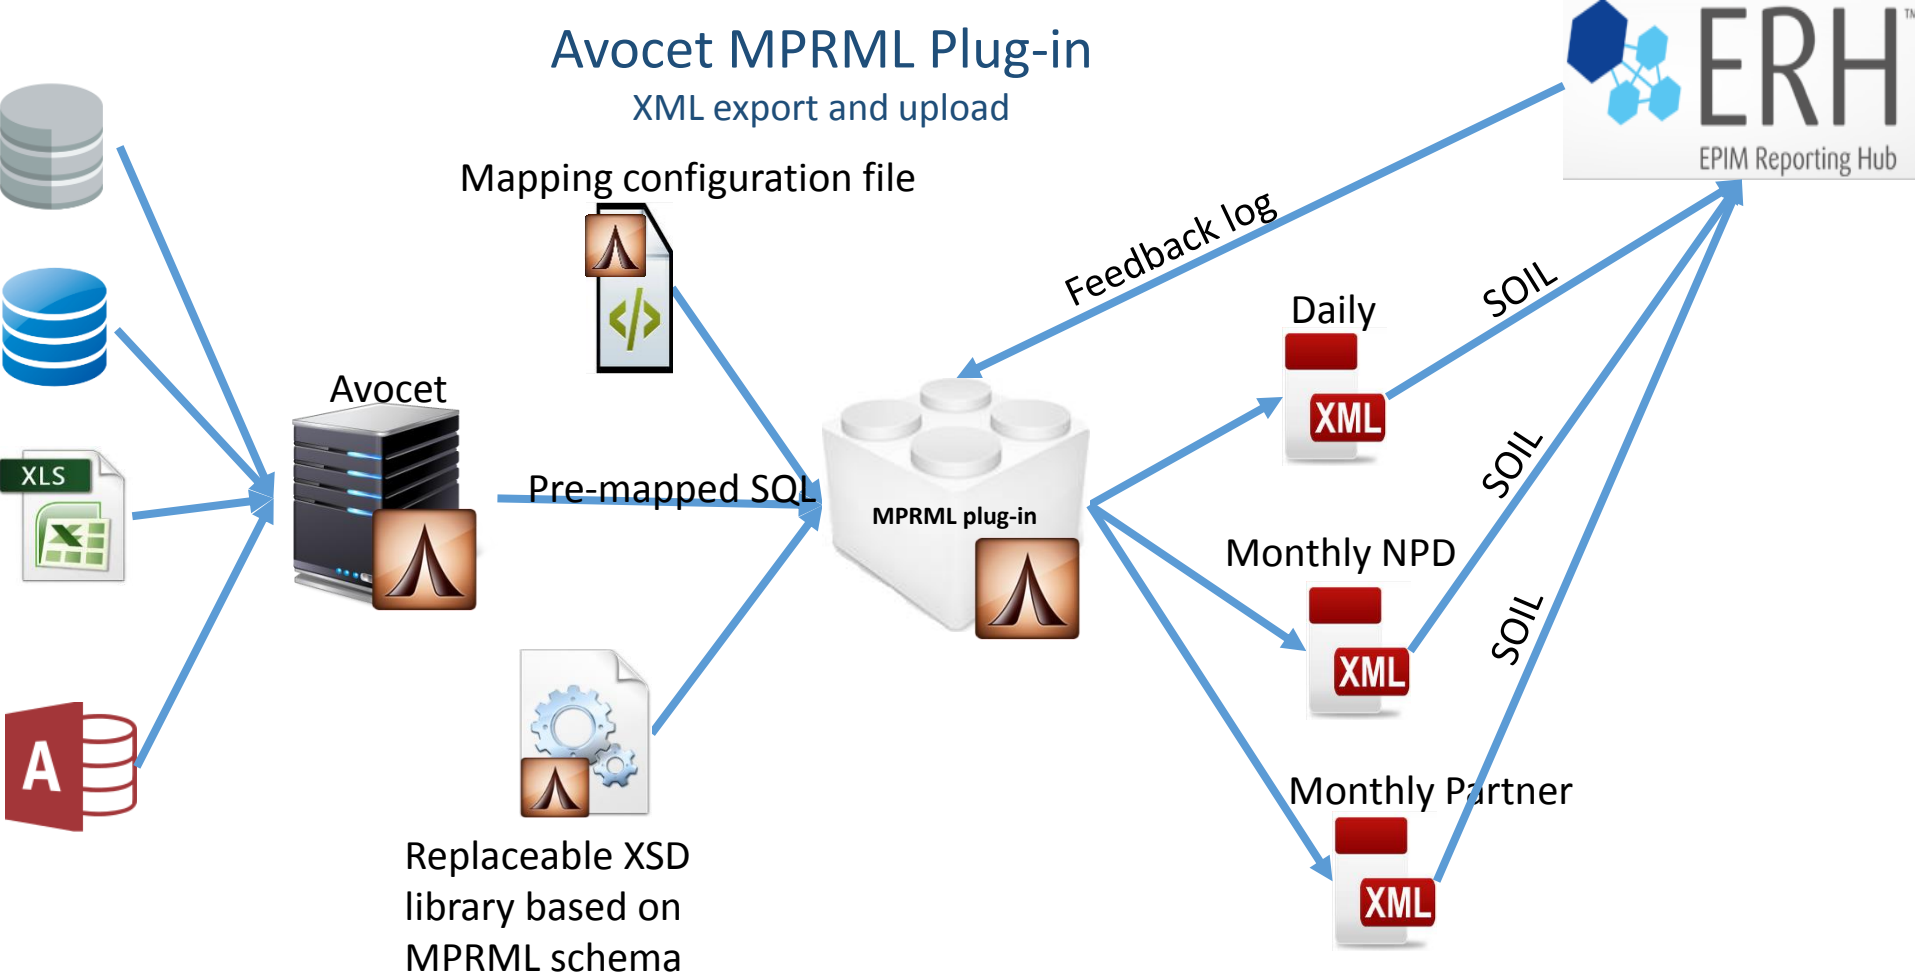 Avocet MPRML Plug-in
XML export and upload
ERH™
EPIM Reporting Hub
Mapping configuration file
</>
Feedback log
SOIL
Daily
XML
Avocet
XLS
X
Pre-mapped SQL
MPRML plug-in
SOIL
Monthly NPD
XML
SOIL
A
Monthly Partner
XML
Replaceable XSD
library based on
MPRML schema